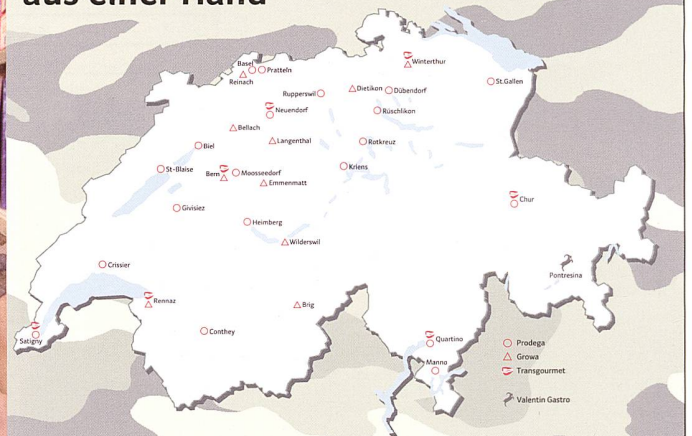 aus einer Hand
Winterthur
Basel
Pratteln
Reinach
St.Gallen
Rupperswil
Dietikon
Dübendorf
Neuendorf
Rüschlikon
Bellach
Langenthal
Rotkreuz
Biel
Kriens
St-Blaise
Bern
Moosseedorf
Emmenmatt
Chur
Givisiez
Heimberg
Wilderswil
Crissier
Pontresina
Rennaz
Brig
Conthey
Satigny
Quartino
Manno
Prodega
Growa
Transgourmet
Valentin Gastro